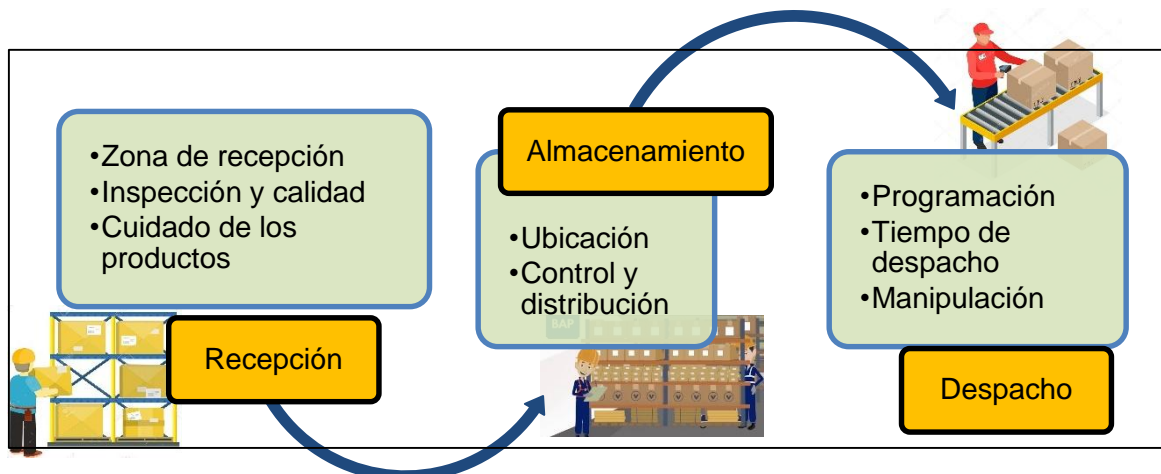 •Zona de recepción
•Inspección y calidad
•Cuidado de los
productos
Recepción
Almacenamiento
•Ubicación
•Control y
distribución
BAP
•Programación
•Tiempo de
despacho
•Manipulación
Despacho